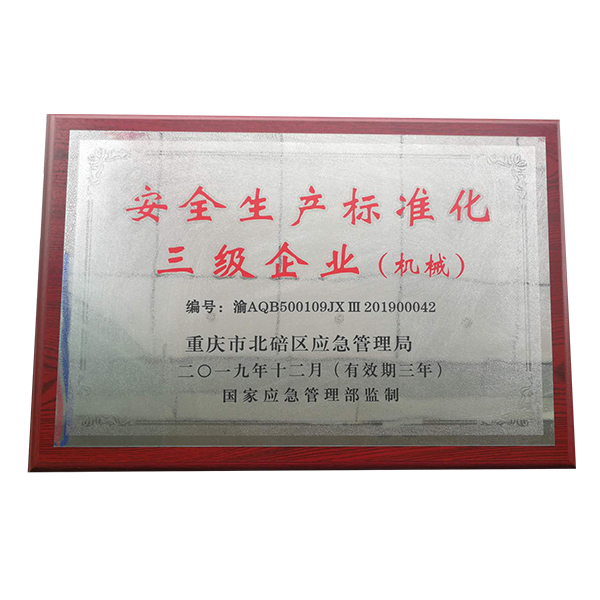 安全生产标准化
三级企业（机械）
编号：渝AQB500109JXⅢ201900042
重庆市北碚区应急管理局
二〇一九年十二月（有效期三年）
国家应急管理部监制